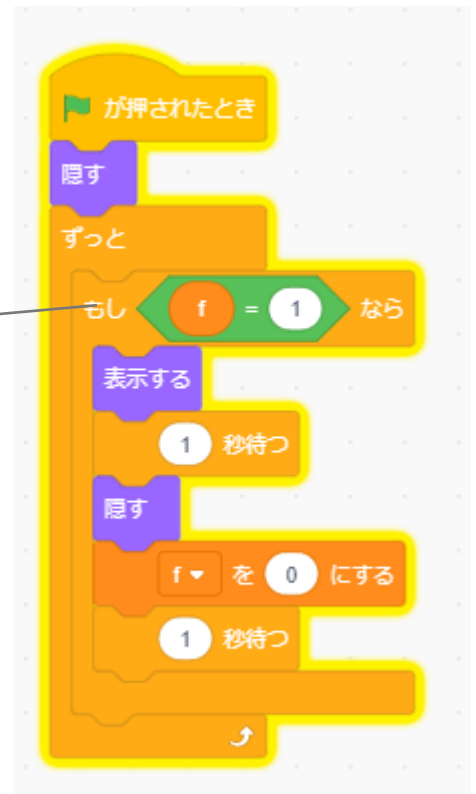 が押されたとき
隠す
ずっと
もし f = 1 なら
表示する
1 秒待つ
隠す
f を 0 にする
1 秒待つ